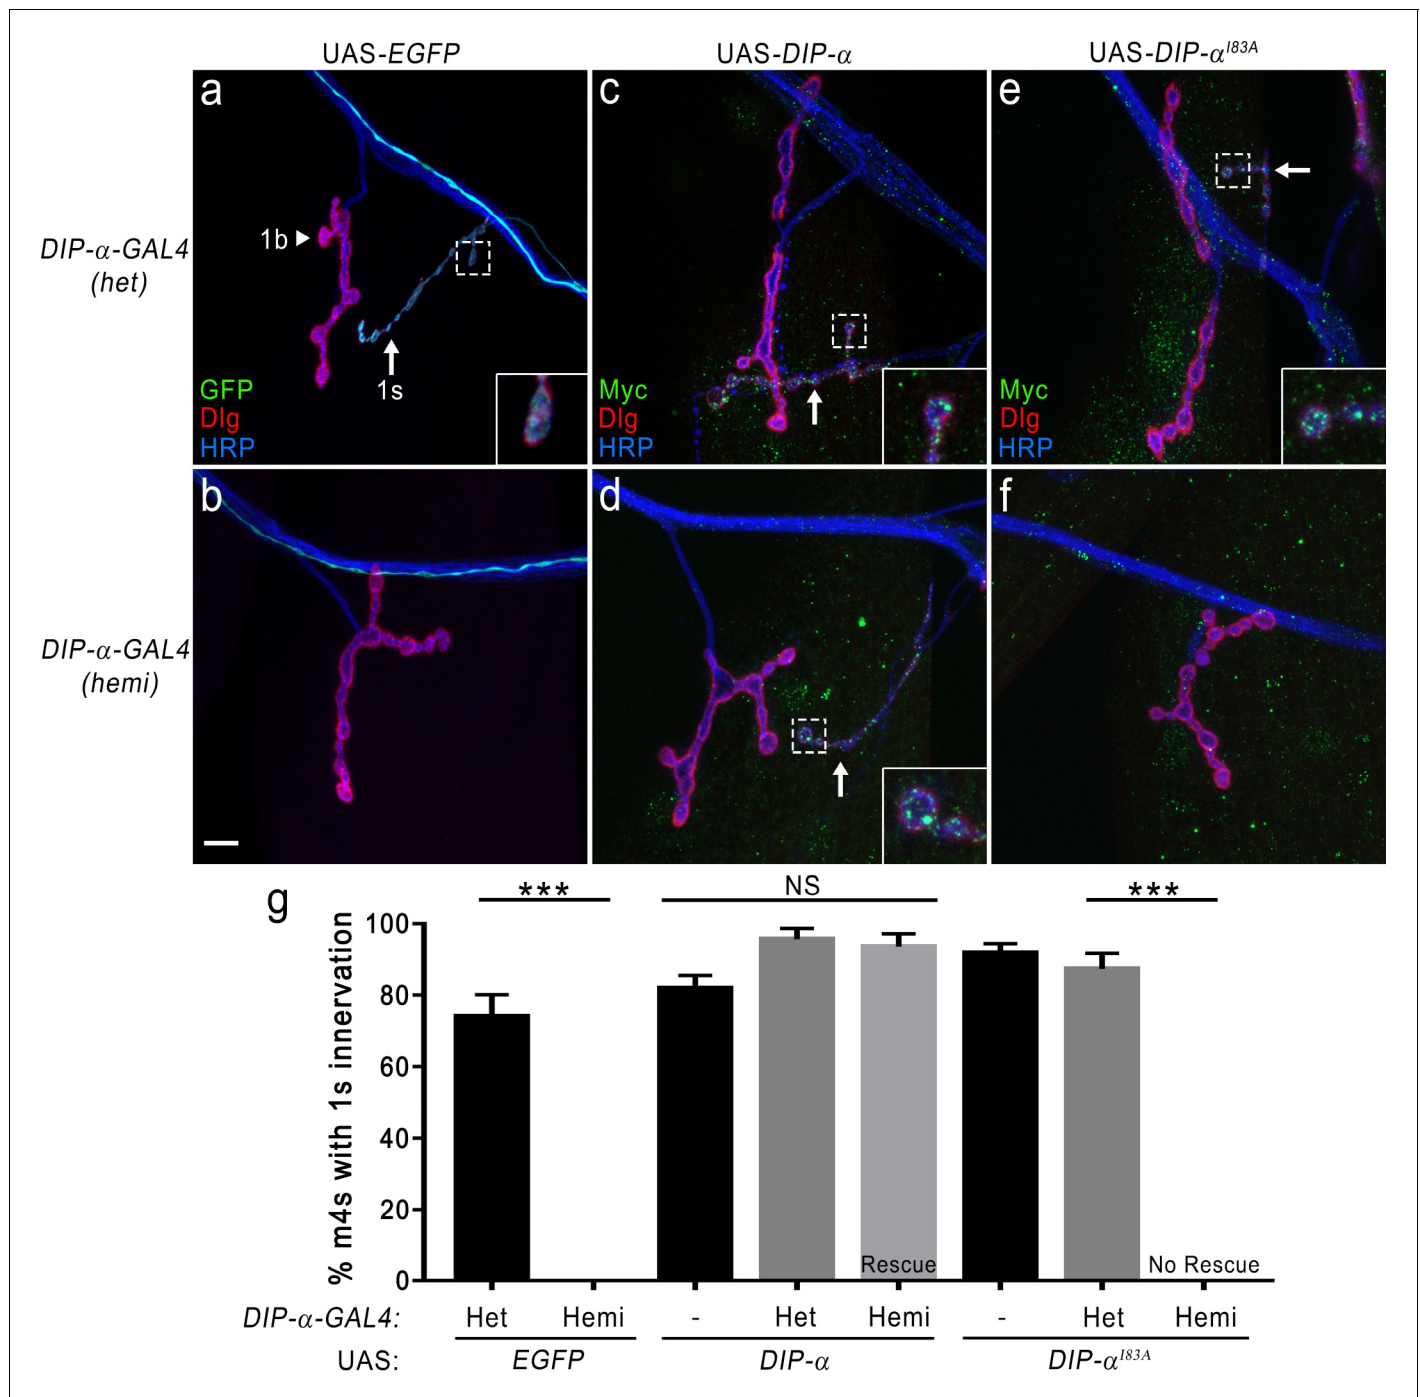 UAS-EGFP UAS-DIP-α UAS-DIP-α^I83A
DIP-α-GAL4
(het)
a
1b
1s
GFP
Dlg
HRP
c
Myc
Dlg
HRP
e
Myc
Dlg
HRP
DIP-α-GAL4
(hemi)
b
d
f
g
*** NS ***
% m4s with 1s innervation
100
80
60
40
20
0
Rescue No Rescue
DIP-α-GAL4: Het Hemi - Het Hemi - Het Hemi
UAS: EGFP DIP-α DIP-α^I83A